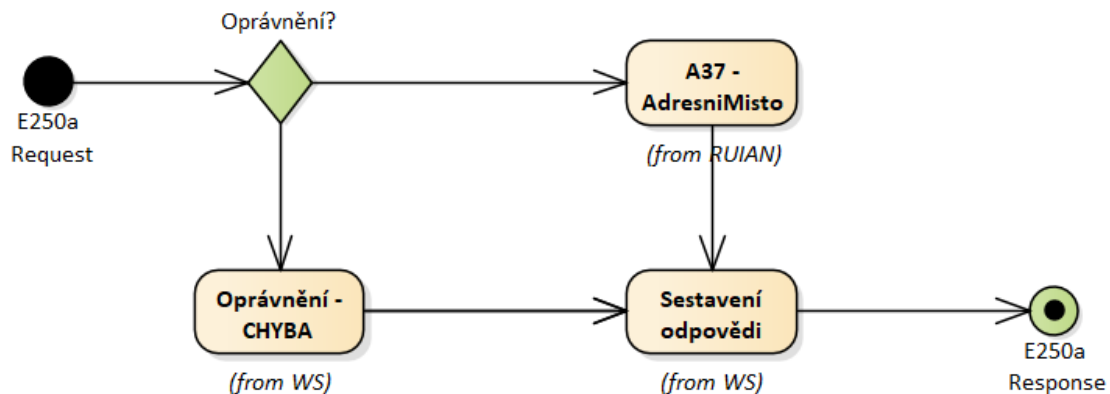 Oprávnění?
E250a
Request
A37 -
AdresniMisto
(from RUIAN)
Oprávnění -
CHYBA
(from WS)
Sestavení
odpovědi
(from WS)
E250a
Response